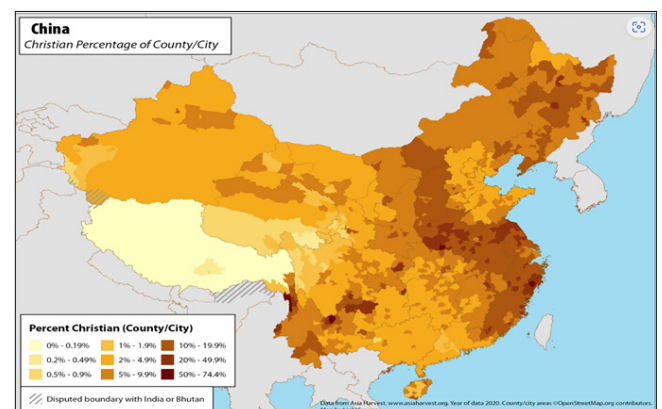 China
Christian Percentage of County/City
Percent Christian (County/City)
0% - 0.19%
1% - 1.9%
10% - 19.9%
0.2% - 0.49%
2% - 4.9%
20% - 49.9%
0.5% - 0.9%
5% - 9.9%
50% - 74.4%
Disputed boundary with India or Bhutan
Data from Asia Harvest, www.asiaharvest.org. Year of data 2020. County/city areas ©OpenStreetMap.org contributors.